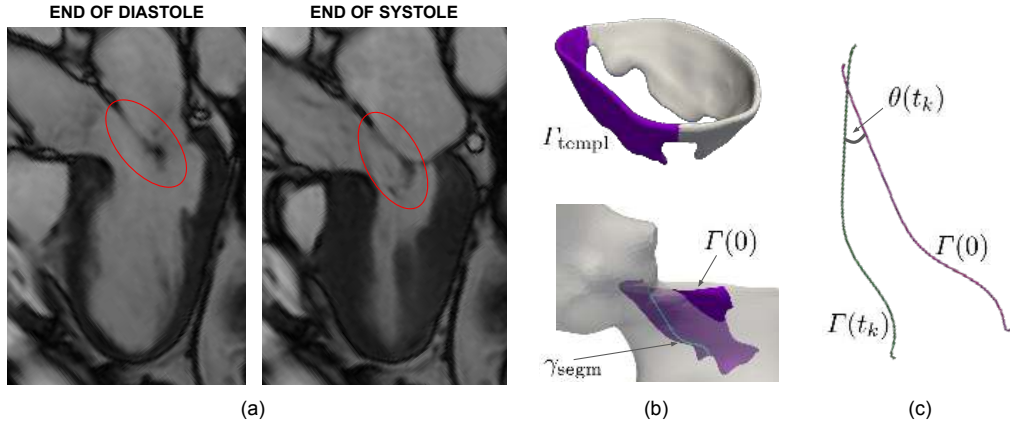 END OF DIASTOLE
END OF SYSTOLE
Γtempl
Γ(0)
γsegm
θ(tk)
Γ(0)
Γ(tk)
(a)
(b)
(c)